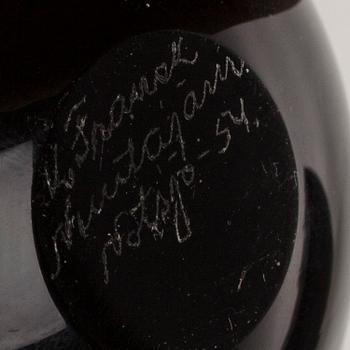 K. Franck
Nuutajärvi
notsjö - 54.